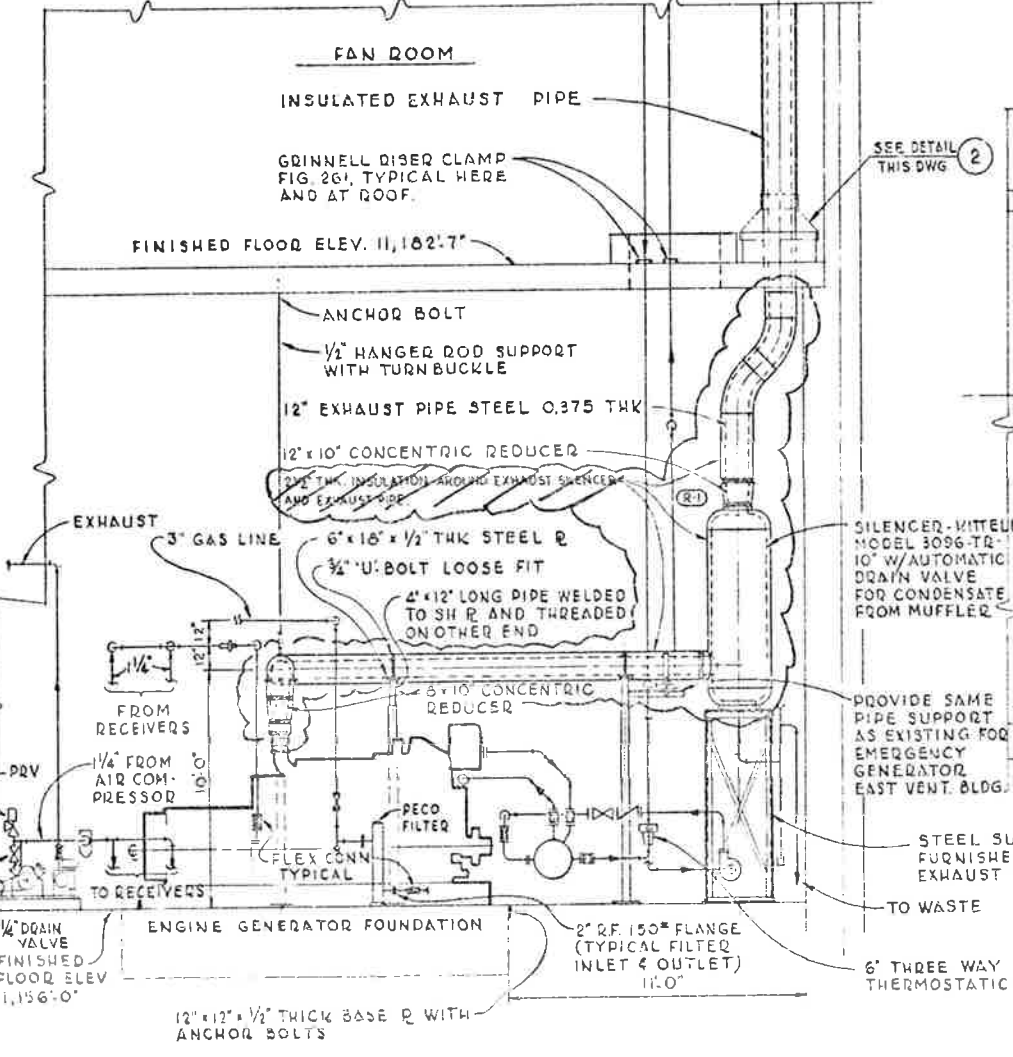 FAN ROOM
INSULATED EXHAUST PIPE
GRINNELL RISER CLAMP
FIG. 261, TYPICAL HERE
AND AT ROOF.
SEE DETAIL
THIS DWG
2
FINISHED FLOOR ELEV. 11,182'-7"
ANCHOR BOLT
1/2" HANGER ROD SUPPORT
WITH TURNBUCKLE
12" EXHAUST PIPE STEEL 0.375 THK
12" x 10" CONCENTRIC REDUCER
2 1/2" THK. INSULATION AROUND EXHAUST SILENCER
AND EXHAUST PIPE
R-1
EXHAUST
3" GAS LINE
6" x 18" x 1/2" THK STEEL PL
3/4" "U"-BOLT LOOSE FIT
4" x 12" LONG PIPE WELDED
TO PL AND THREADED
ON OTHER END
SILENCER-KITTELL
MODEL 3096-TR-
10" W/AUTOMATIC
DRAIN VALVE
FOR CONDENSATE
FROM MUFFLER
12" 12"
1 1/4"
FROM
RECEIVERS
8 x 10" CONCENTRIC
REDUCER
PROVIDE SAME
PIPE SUPPORT
AS EXISTING FOR
EMERGENCY
GENERATOR
EAST VENT. BLDG.
PRV
1 1/4" FROM
AIR COM-
PRESSOR
10'-0"
PECO
FILTER
FLEX CONN
TYPICAL
TO RECEIVERS
STEEL
FURNISHE
EXHAUST
TO WASTE
1/4" DRAIN
VALVE
FINISHED
FLOOR ELEV
11,156'-0"
ENGINE GENERATOR FOUNDATION
2" R.F. 150# FLANGE
(TYPICAL FILTER
INLET & OUTLET)
11'-0"
6" THREE WAY
THERMOSTATIC
12" x 12" x 1/2" THICK BASE PL WITH
ANCHOR BOLTS